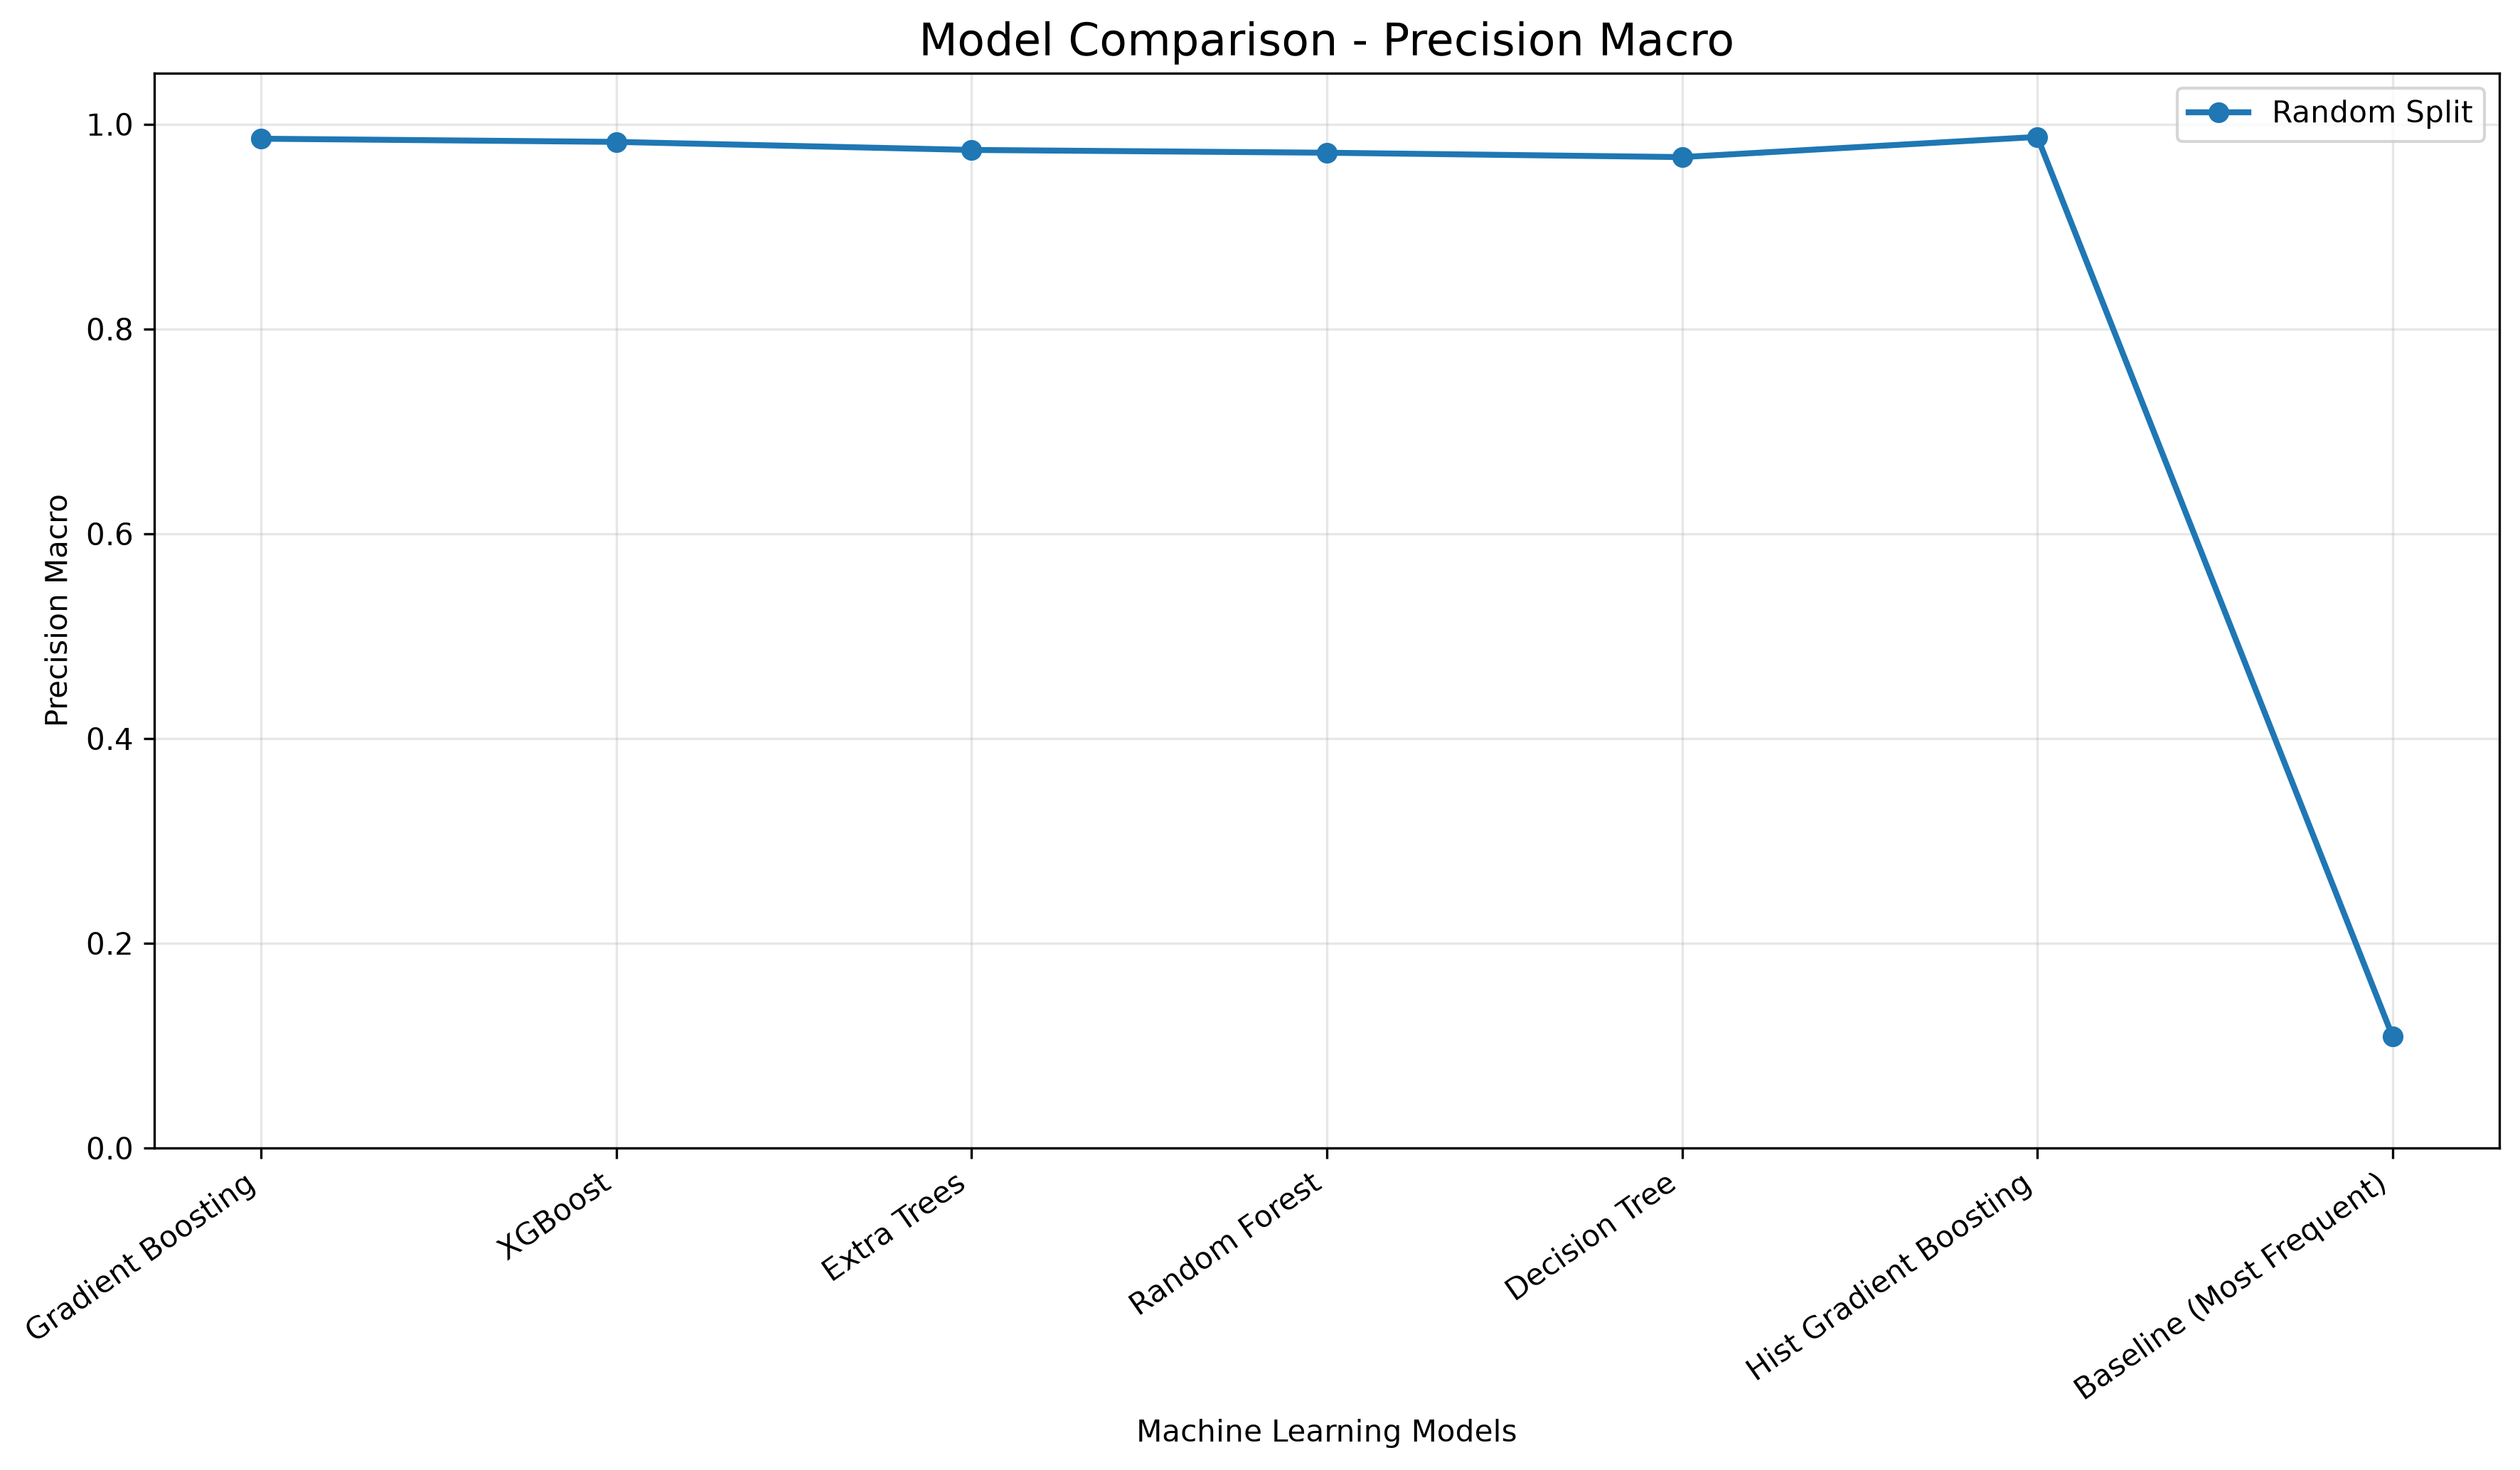 Model Comparison - Precision Macro
Random Split
Precision Macro
1.0
0.8
0.6
0.4
0.2
0.0
Gradient Boosting
XGBoost
Extra Trees
Random Forest
Decision Tree
Hist Gradient Boosting
Baseline (Most Frequent)
Machine Learning Models